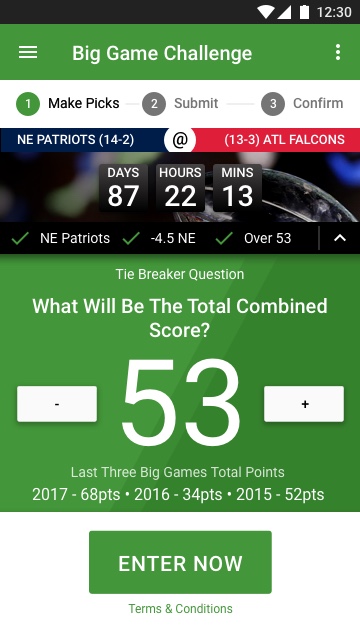 12:30
Big Game Challenge
1 Make Picks 2 Submit 3 Confirm
NE PATRIOTS (14-2) @ (13-3) ATL FALCONS
DAYS HOURS MINS
87 22 13
NE Patriots -4.5 NE Over 53
Tie Breaker Question
What Will Be The Total Combined
Score?
- 53 +
Last Three Big Games Total Points
2017 - 68pts • 2016 - 34pts • 2015 - 52pts
ENTER NOW
Terms & Conditions